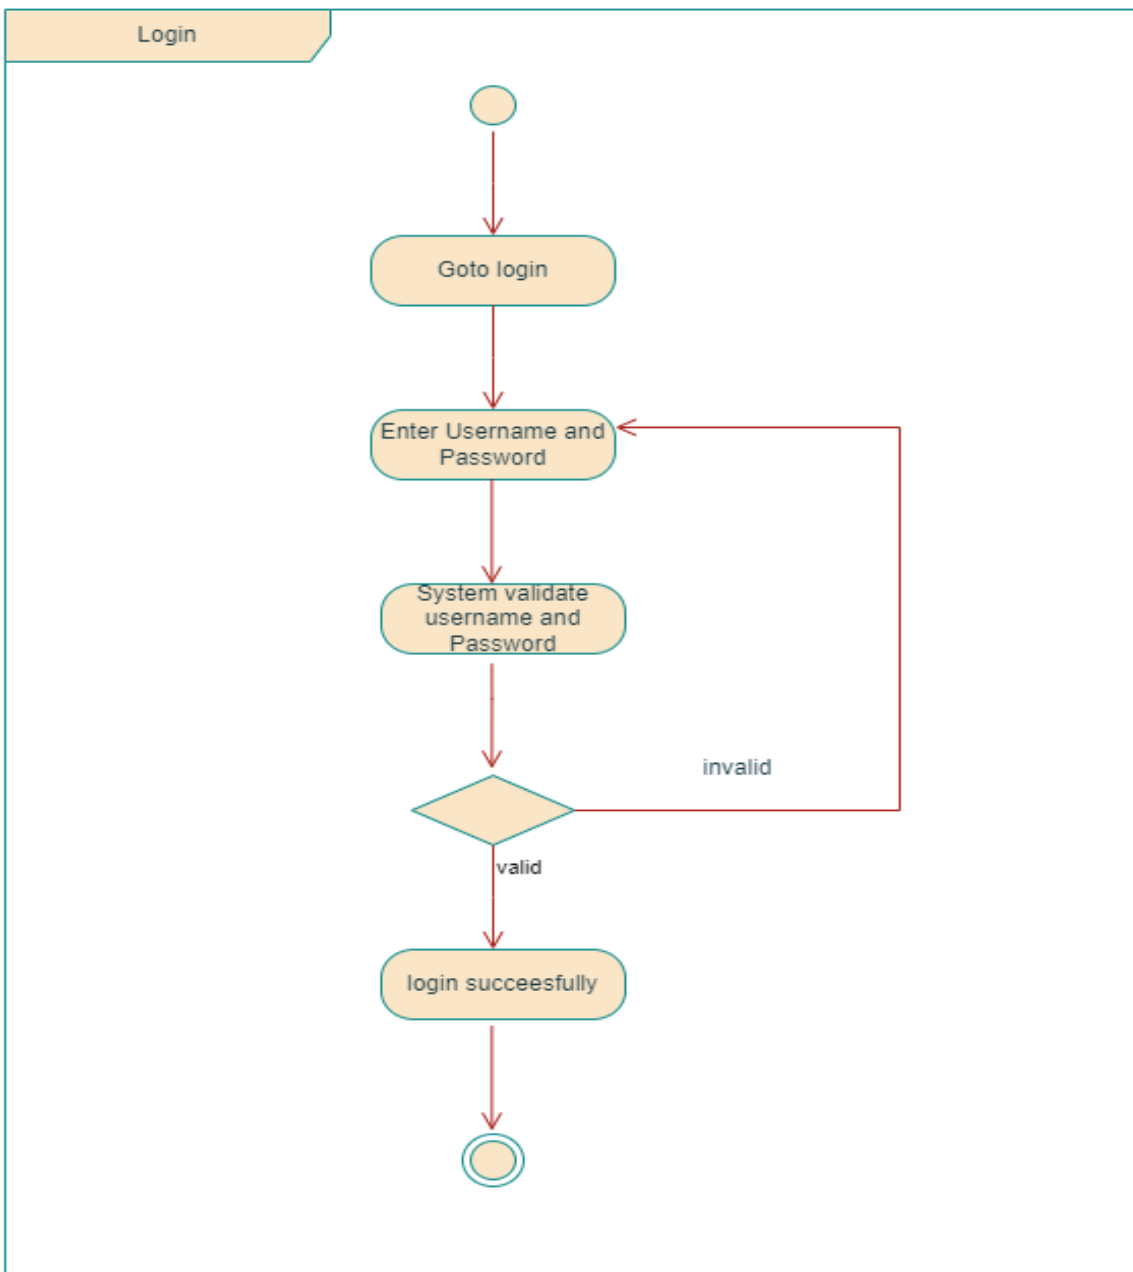 Login
Goto login
Enter Username and
Password
System validate
username and
Password
invalid
valid
login succeesfully